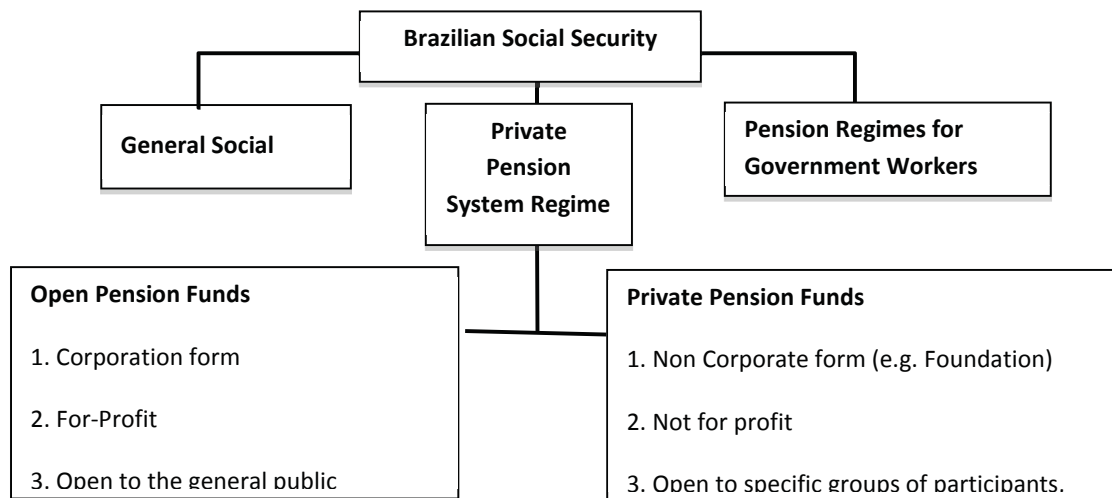 Brazilian Social Security
General Social
Private
Pension
System Regime
Pension Regimes for
Government Workers
Open Pension Funds
1. Corporation form
2. For-Profit
3. Open to the general public
Private Pension Funds
1. Non Corporate form (e.g. Foundation)
2. Not for profit
3. Open to specific groups of participants.